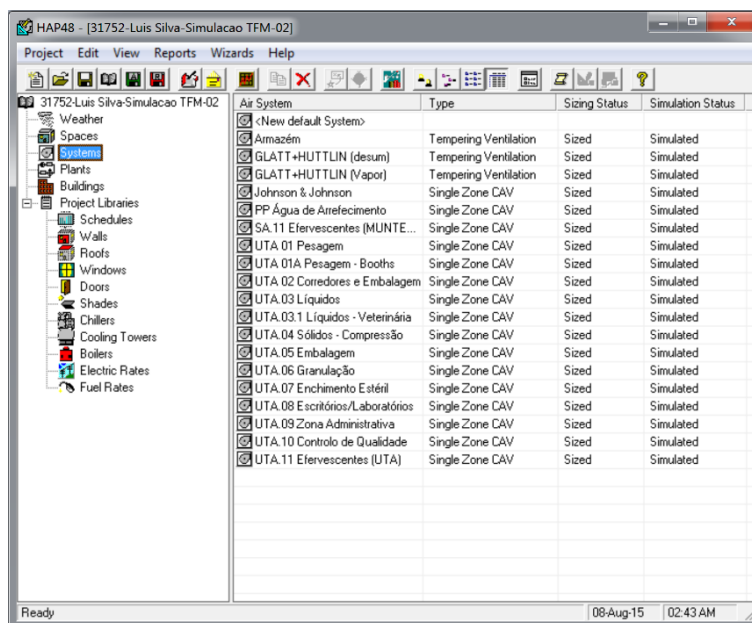 HAP48 - [31752-Luis Silva-Simulacao TFM-02]
Project Edit View Reports Wizards Help
31752-Luis Silva-Simulacao TFM-02
Weather
Spaces
Systems
Plants
Buildings
Project Libraries
Schedules
Walls
Roofs
Windows
Doors
Shades
Chillers
Cooling Towers
Boilers
Electric Rates
Fuel Rates
Air System Type Sizing Status Simulation Status
<New default System>
Armazém Tempering Ventilation Sized Simulated
GLATT+HUTTLIN (desum) Tempering Ventilation Sized Simulated
GLATT+HUTTLIN (Vapor) Tempering Ventilation Sized Simulated
Johnson & Johnson Single Zone CAV Sized Simulated
PP Água de Arrefecimento Single Zone CAV Sized Simulated
SA.11 Efervescentes (MUNTE... Single Zone CAV Sized Simulated
UTA 01 Pesagem Single Zone CAV Sized Simulated
UTA 01A Pesagem - Booths Single Zone CAV Sized Simulated
UTA 02 Corredores e Embalagem Single Zone CAV Sized Simulated
UTA.03 Líquidos Single Zone CAV Sized Simulated
UTA.03.1 Líquidos - Veterinária Single Zone CAV Sized Simulated
UTA.04 Sólidos - Compressão Single Zone CAV Sized Simulated
UTA.05 Embalagem Single Zone CAV Sized Simulated
UTA.06 Granulação Single Zone CAV Sized Simulated
UTA.07 Enchimento Estéril Single Zone CAV Sized Simulated
UTA.08 Escritórios/Laboratórios Single Zone CAV Sized Simulated
UTA.09 Zona Administrativa Single Zone CAV Sized Simulated
UTA.10 Controlo de Qualidade Single Zone CAV Sized Simulated
UTA.11 Efervescentes (UTA) Single Zone CAV Sized Simulated
Ready 08-Aug-15 02:43 AM